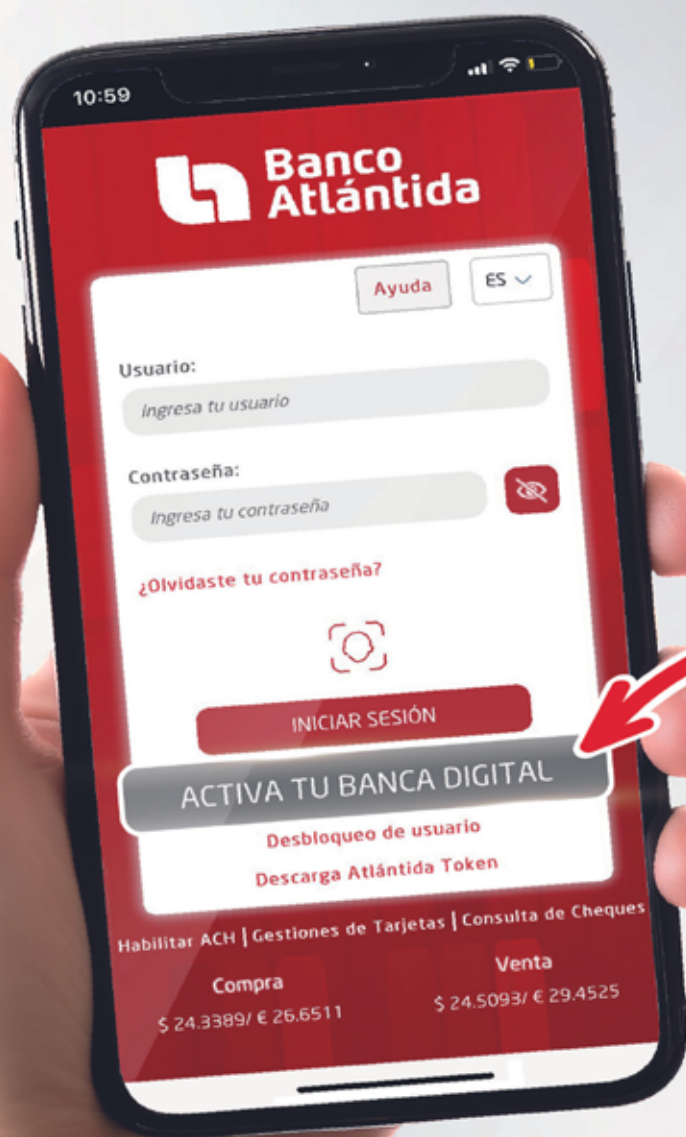 10:59
Banco
Atlántida
Ayuda
ES
Usuario:
Ingresa tu usuario
Contraseña:
Ingresa tu contraseña
¿Olvidaste tu contraseña?
INICIAR SESIÓN
ACTIVA TU BANCA DIGITAL
Desbloqueo de usuario
Descarga Atlántida Token
Habilitar ACH | Gestiones de Tarjetas | Consulta de Cheques
Compra Venta
$ 24.3389/ € 26.6511 $ 24.5093/ € 29.4525